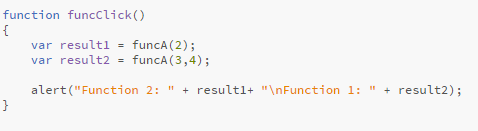 function funcClick()
{
    var result1 = funcA(2);
    var result2 = funcA(3,4);

    alert("Function 2: " + result1+ "\nFunction 1: " + result2);
}